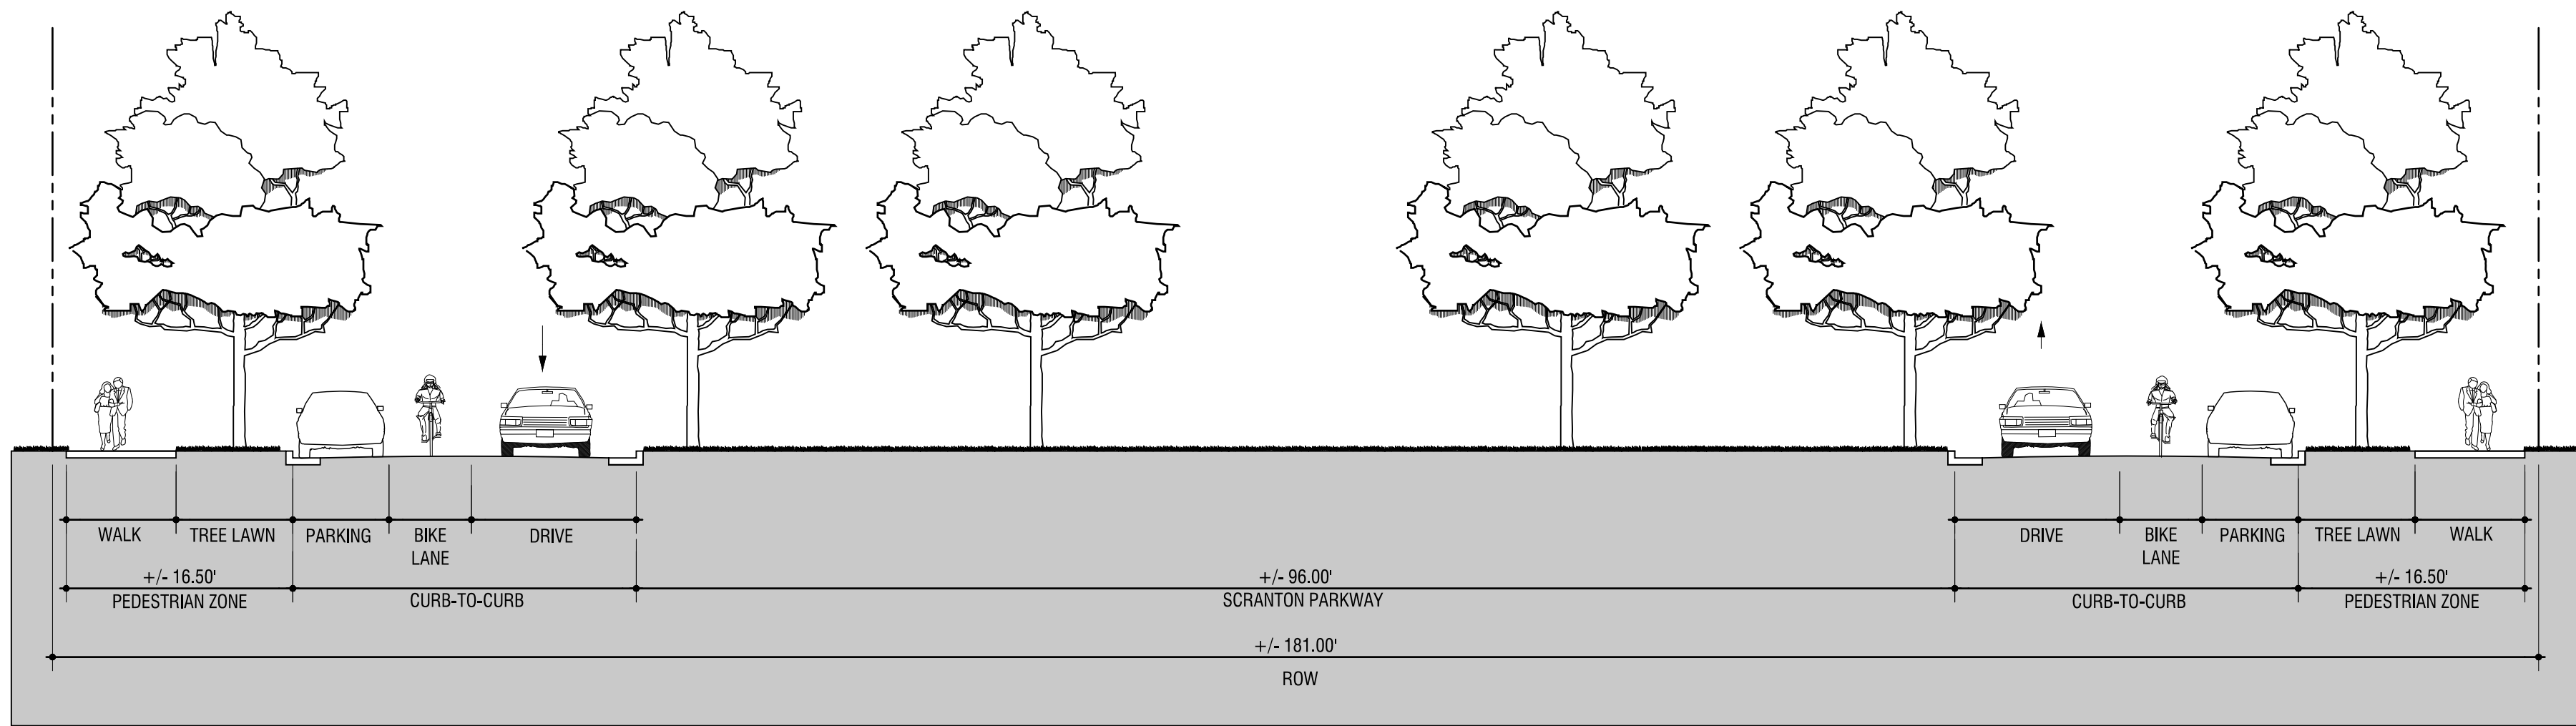 WALK TREE LAWN PARKING BIKE DRIVE DRIVE BIKE PARKING TREE LAWN WALK
LANE LANE
+/- 16.50' +/- 96.00' +/- 16.50'
PEDESTRIAN ZONE CURB-TO-CURB SCRANTON PARKWAY CURB-TO-CURB PEDESTRIAN ZONE
+/- 181.00'
ROW